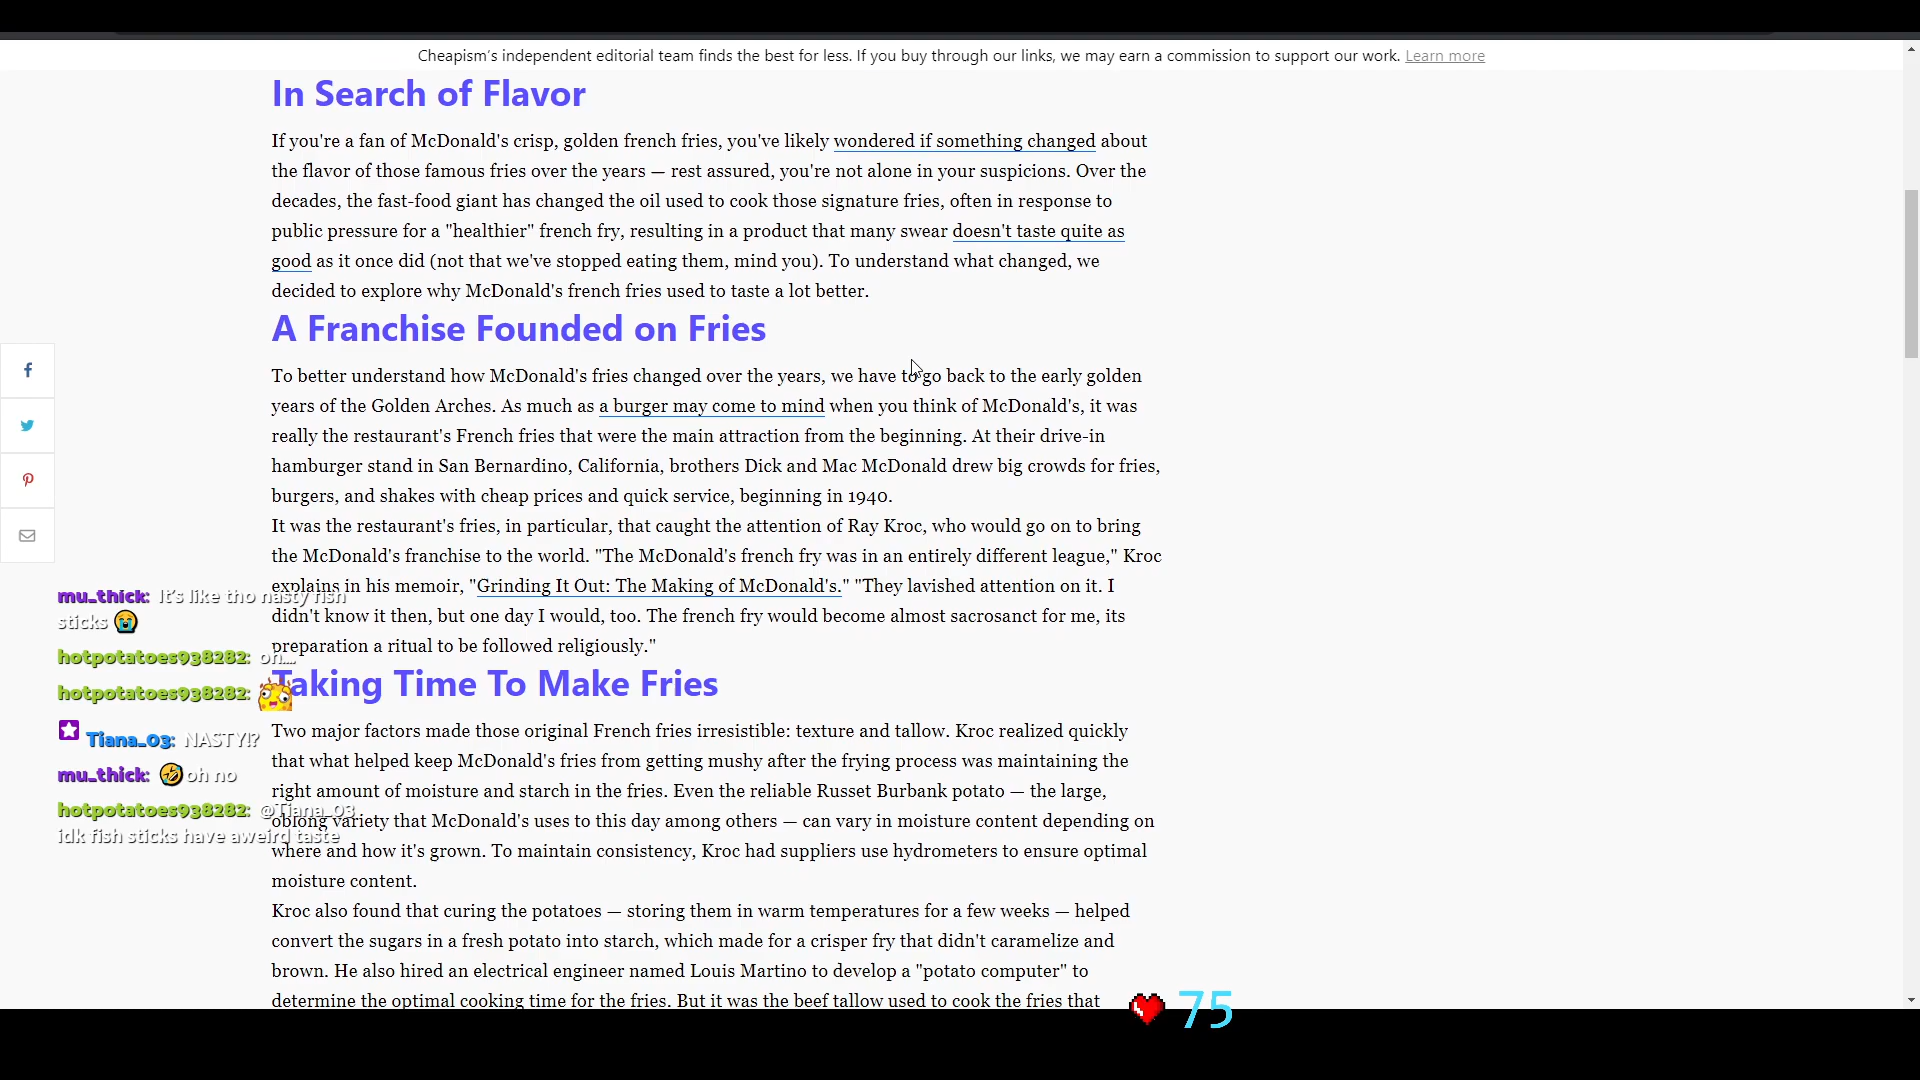 Cheapism's independent editorial team finds the best for less. If you buy through our links, we may earn a commission to support our work. Learn more
In Search of Flavor
If you're a fan of McDonald's crisp, golden french fries, you've likely wondered if something changed about
the flavor of those famous fries over the years — rest assured, you're not alone in your suspicions. Over the
decades, the fast-food giant has changed the oil used to cook those signature fries, often in response to
public pressure for a "healthier" french fry, resulting in a product that many swear doesn't taste quite as
good as it once did (not that we've stopped eating them, mind you). To understand what changed, we
decided to explore why McDonald's french fries used to taste a lot better.
A Franchise Founded on Fries
To better understand how McDonald's fries changed over the years, we have to go back to the early golden
years of the Golden Arches. As much as a burger may come to mind when you think of McDonald's, it was
really the restaurant's French fries that were the main attraction from the beginning. At their drive-in
hamburger stand in San Bernardino, California, brothers Dick and Mac McDonald drew big crowds for fries,
burgers, and shakes with cheap prices and quick service, beginning in 1940.
It was the restaurant's fries, in particular, that caught the attention of Ray Kroc, who would go on to bring
the McDonald's franchise to the world. "The McDonald's french fry was in an entirely different league," Kroc
explains in his memoir, "Grinding It Out: The Making of McDonald's." "They lavished attention on it. I
didn't know it then, but one day I would, too. The french fry would become almost sacrosanct for me, its
preparation a ritual to be followed religiously."
Taking Time To Make Fries
Two major factors made those original French fries irresistible: texture and tallow. Kroc realized quickly
that what helped keep McDonald's fries from getting mushy after the frying process was maintaining the
right amount of moisture and starch in the fries. Even the reliable Russet Burbank potato — the large,
oblong variety that McDonald's uses to this day among others — can vary in moisture content depending on
where and how it's grown. To maintain consistency, Kroc had suppliers use hydrometers to ensure optimal
moisture content.
Kroc also found that curing the potatoes — storing them in warm temperatures for a few weeks — helped
convert the sugars in a fresh potato into starch, which made for a crisper fry that didn't caramelize and
brown. He also hired an electrical engineer named Louis Martino to develop a "potato computer" to
determine the optimal cooking time for the fries. But it was the beef tallow used to cook the fries that
mu_thick: It's like tho nasty fish
sticks 😭
hotpotatoes938282: oh...
hotpotatoes938282:
Tiana_03: NASTY!?
mu_thick: 🤣oh no
hotpotatoes938282: @Tiana_03
idk fish sticks have aweird taste
75